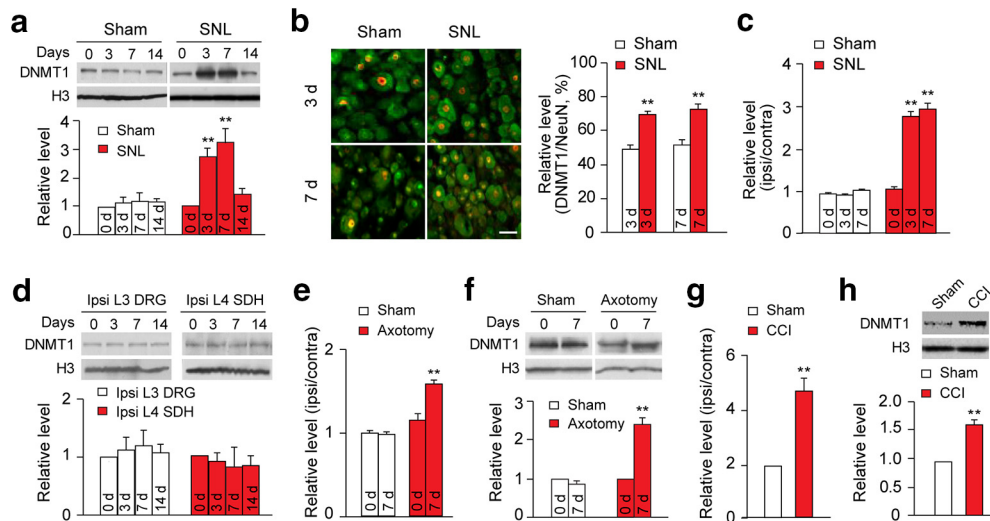 a
Sham SNL
Days 0 3 7 14 0 3 7 14
DNMT1
H3
Relative level
4
3
2
1
0
Sham
SNL
**
**
0 d 3 d 7 d 14 d 0 d 3 d 7 d 14 d
b
Sham SNL
3 d
7 d
Relative level
(DNMT1/NeuN, %)
100
80
60
40
20
0
Sham
SNL
**
**
3 d 3 d 7 d 7 d
c
Relative level
(ipsi/contra)
4
3
2
1
0
Sham
SNL
**
**
0 d 3 d 7 d 0 d 3 d 7 d
d
Ipsi L3 DRG Ipsi L4 SDH
Days 0 3 7 14 0 3 7 14
DNMT1
H3
Relative level
2
1
0
Ipsi L3 DRG
Ipsi L4 SDH
0 d 3 d 7 d 14 d 0 d 3 d 7 d 14 d
e
Sham
Axotomy
Relative level (ipsi/contra)
2
1
0
**
0 d 7 d 0 d 7 d
f
Sham Axotomy
Days 0 7 0 7
DNMT1
H3
Relative level
3
2
1
0
Sham
Axotomy
**
0 d 7 d 0 d 7 d
g
Sham
CCI
Relative level (ipsi/contra)
6
4
2
0
**
h
Sham CCI
DNMT1
H3
Sham
CCI
Relative level
2.0
1.5
1.0
0.5
0
**